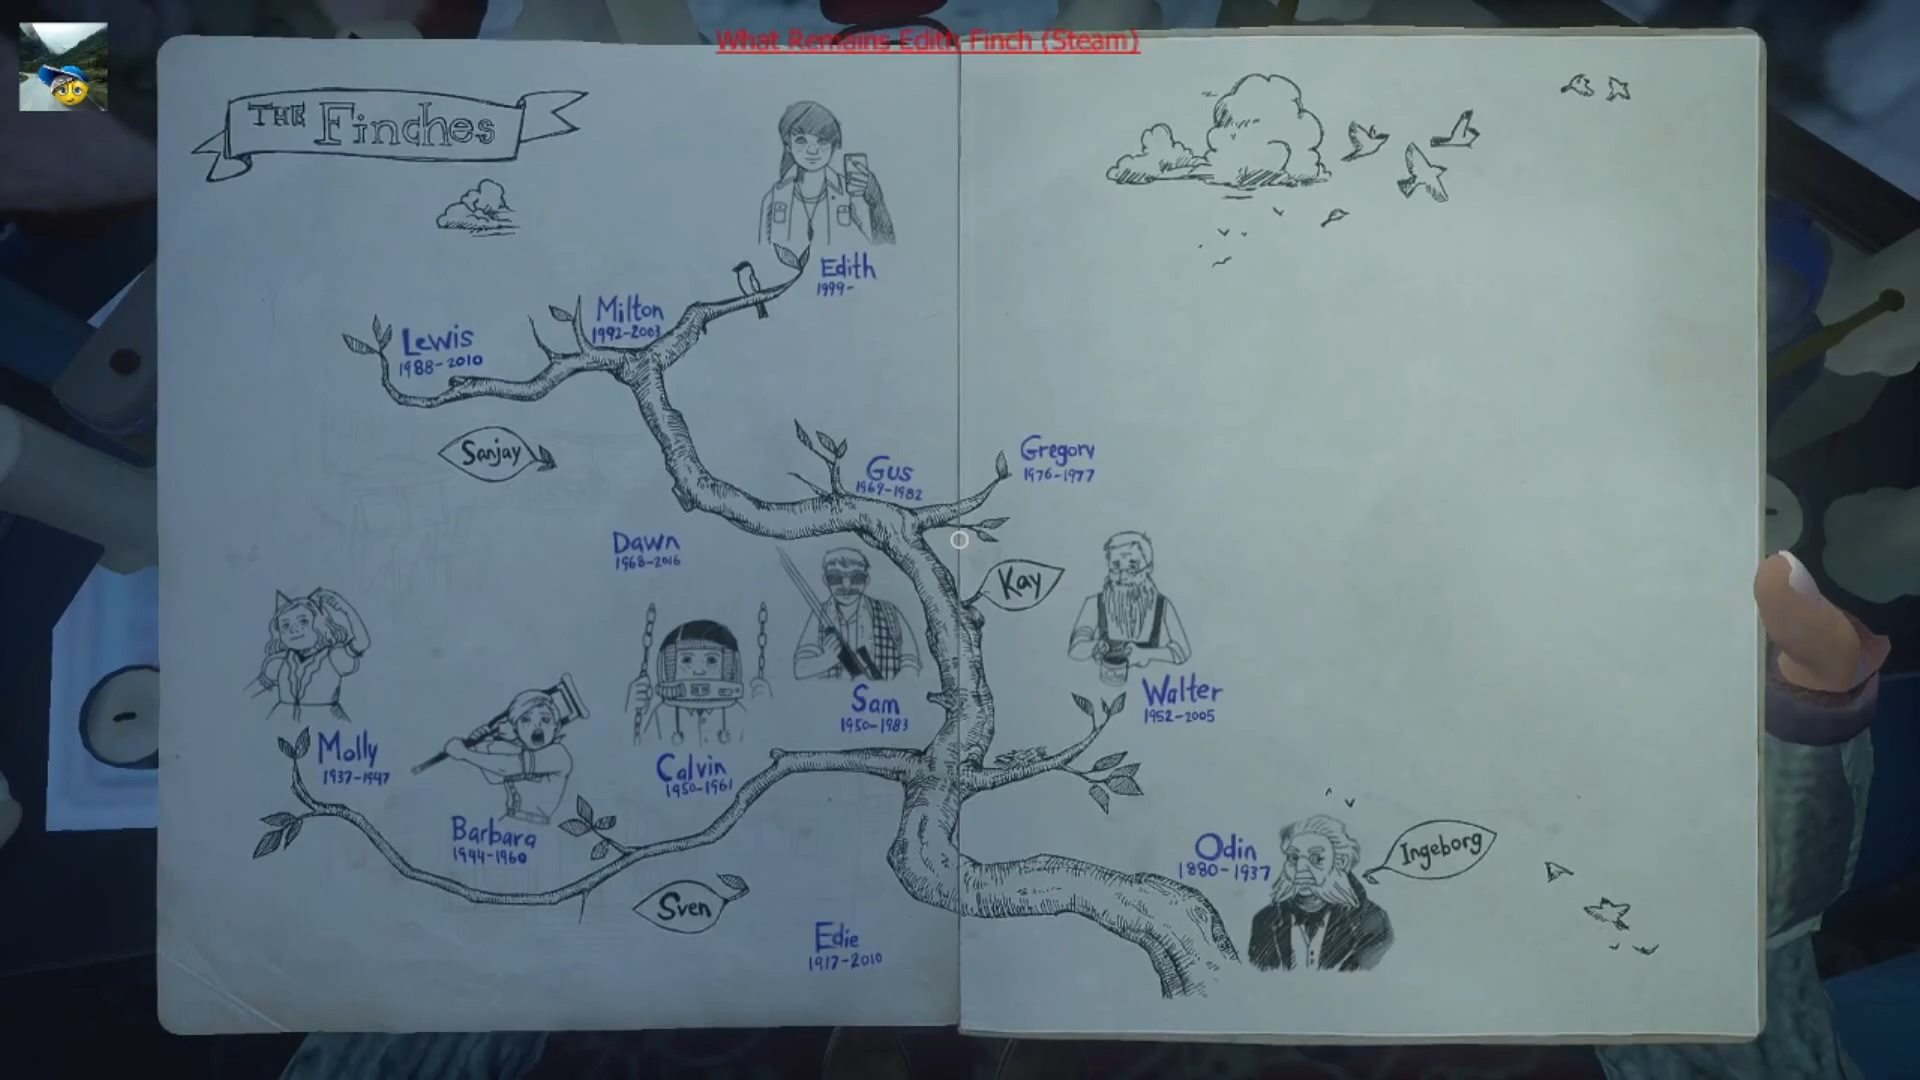 What Remains Edith Finch (Steam)
THE Finches
Edith
1999-
Milton
1992-2003
Lewis
1988-2010
Sanjay
Gus
1969-1982
Gregory
1976-1977
Dawn
1968-2016
Kay
Sam
1950-1983
Walter
1952-2005
Molly
1937-1947
Calvin
1950-1961
Barbara
1944-1960
Sven
Odin
1880-1937
Ingeborg
Edie
1917-2010